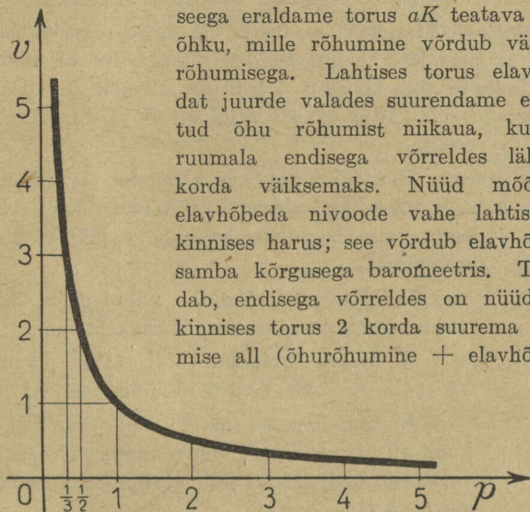 seega eraldame torus aK teatava
õhku, mille rõhumine võrdub vä
rõhumisega. Lahtises torus elav
dat juurde valades suurendame e
tud õhu rõhumist niikaua, ku
ruumala endisega võrreldes lä
korda väiksemaks. Nüüd mõõ
elavhõbeda nivoode vahe lahtis
kinnises harus; see võrdub elavhõ
samba kõrgusega baromeetris. T
dab, endisega võrreldes on nüüd
kinnises torus 2 korda suurema
mise all (õhurõhumine + elavhõ
v
5
4
3
2
1
0 1/3 1/2 1 2 3 4 5 p